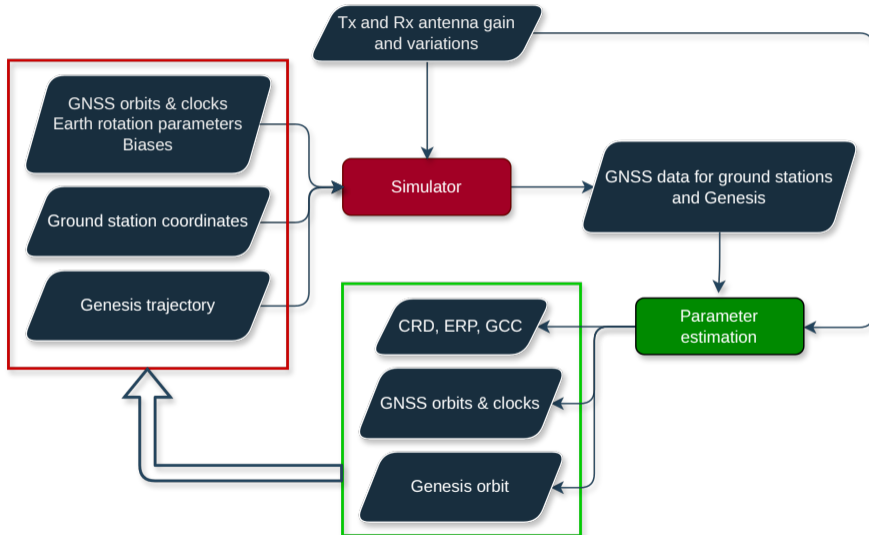 Tx and Rx antenna gain
and variations
GNSS orbits & clocks
Earth rotation parameters
Biases
Ground station coordinates
Genesis trajectory
Simulator
GNSS data for ground stations
and Genesis
Parameter
estimation
CRD, ERP, GCC
GNSS orbits & clocks
Genesis orbit